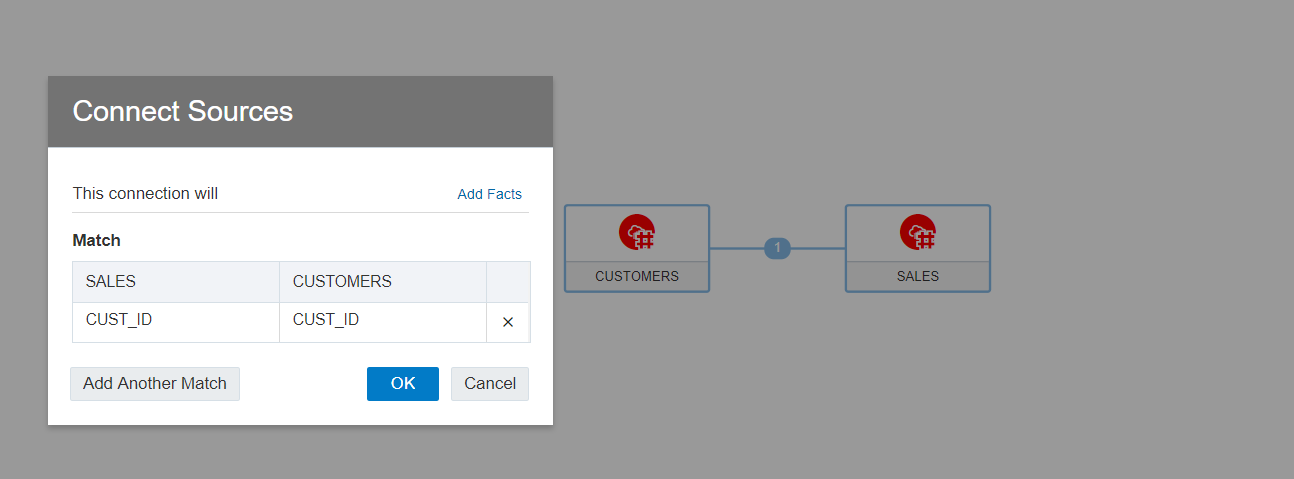 Connect Sources
This connection will
Add Facts
Match
SALES
CUSTOMERS
CUST_ID
CUST_ID
Add Another Match
OK
Cancel
CUSTOMERS
1
SALES